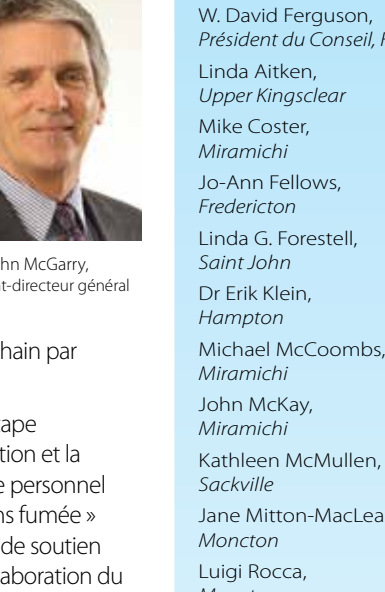 hn McGarry,
t-directeur général
hain par
ape
tion et la
e personnel
ns fumée »
de soutien
laboration du
W. David Ferguson,
Président du Conseil,
Linda Aitken,
Upper Kingsclear
Mike Coster,
Miramichi
Jo-Ann Fellows,
Fredericton
Linda G. Forestell,
Saint John
Dr Erik Klein,
Hampton
Michael McCoombs,
Miramichi
John McKay,
Miramichi
Kathleen McMullen,
Sackville
Jane Mitton-MacLea
Moncton
Luigi Rocca,